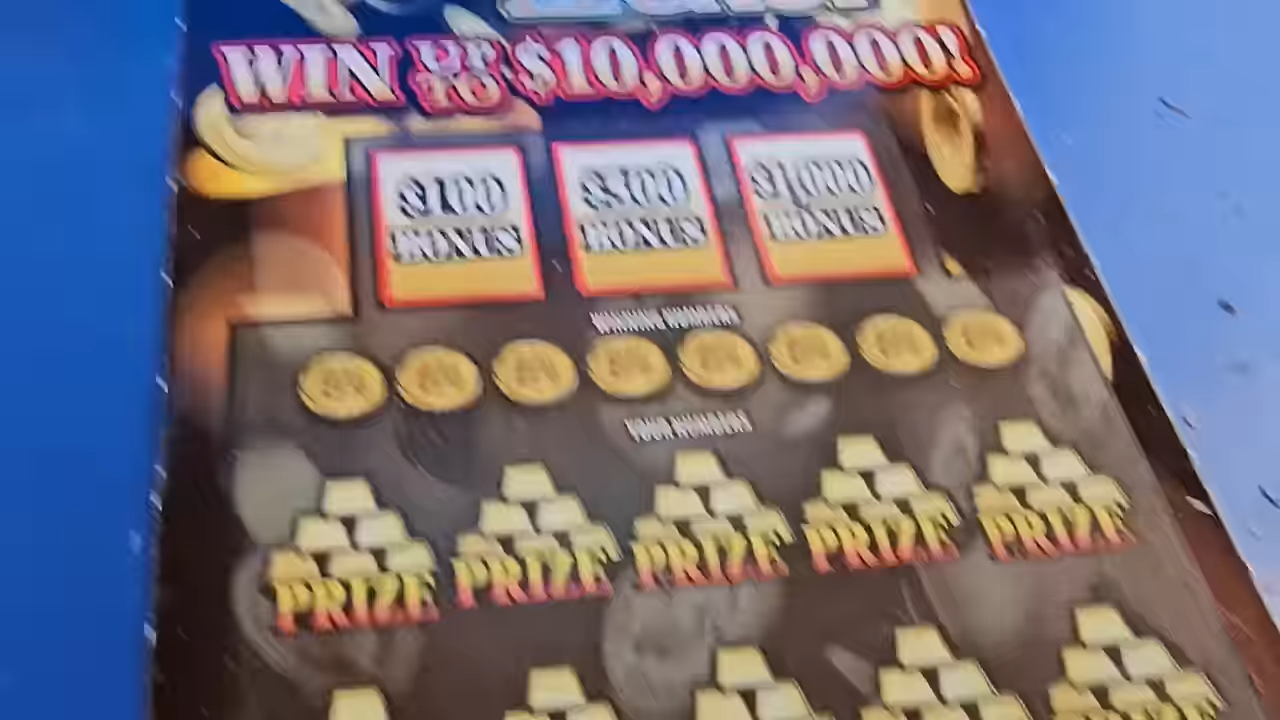 WIN UP TO $10,000,000!
$100 BONUS
$500 BONUS
$1,000 BONUS
WINNING NUMBERS
YOUR NUMBERS
PRIZE PRIZE PRIZE PRIZE PRIZE